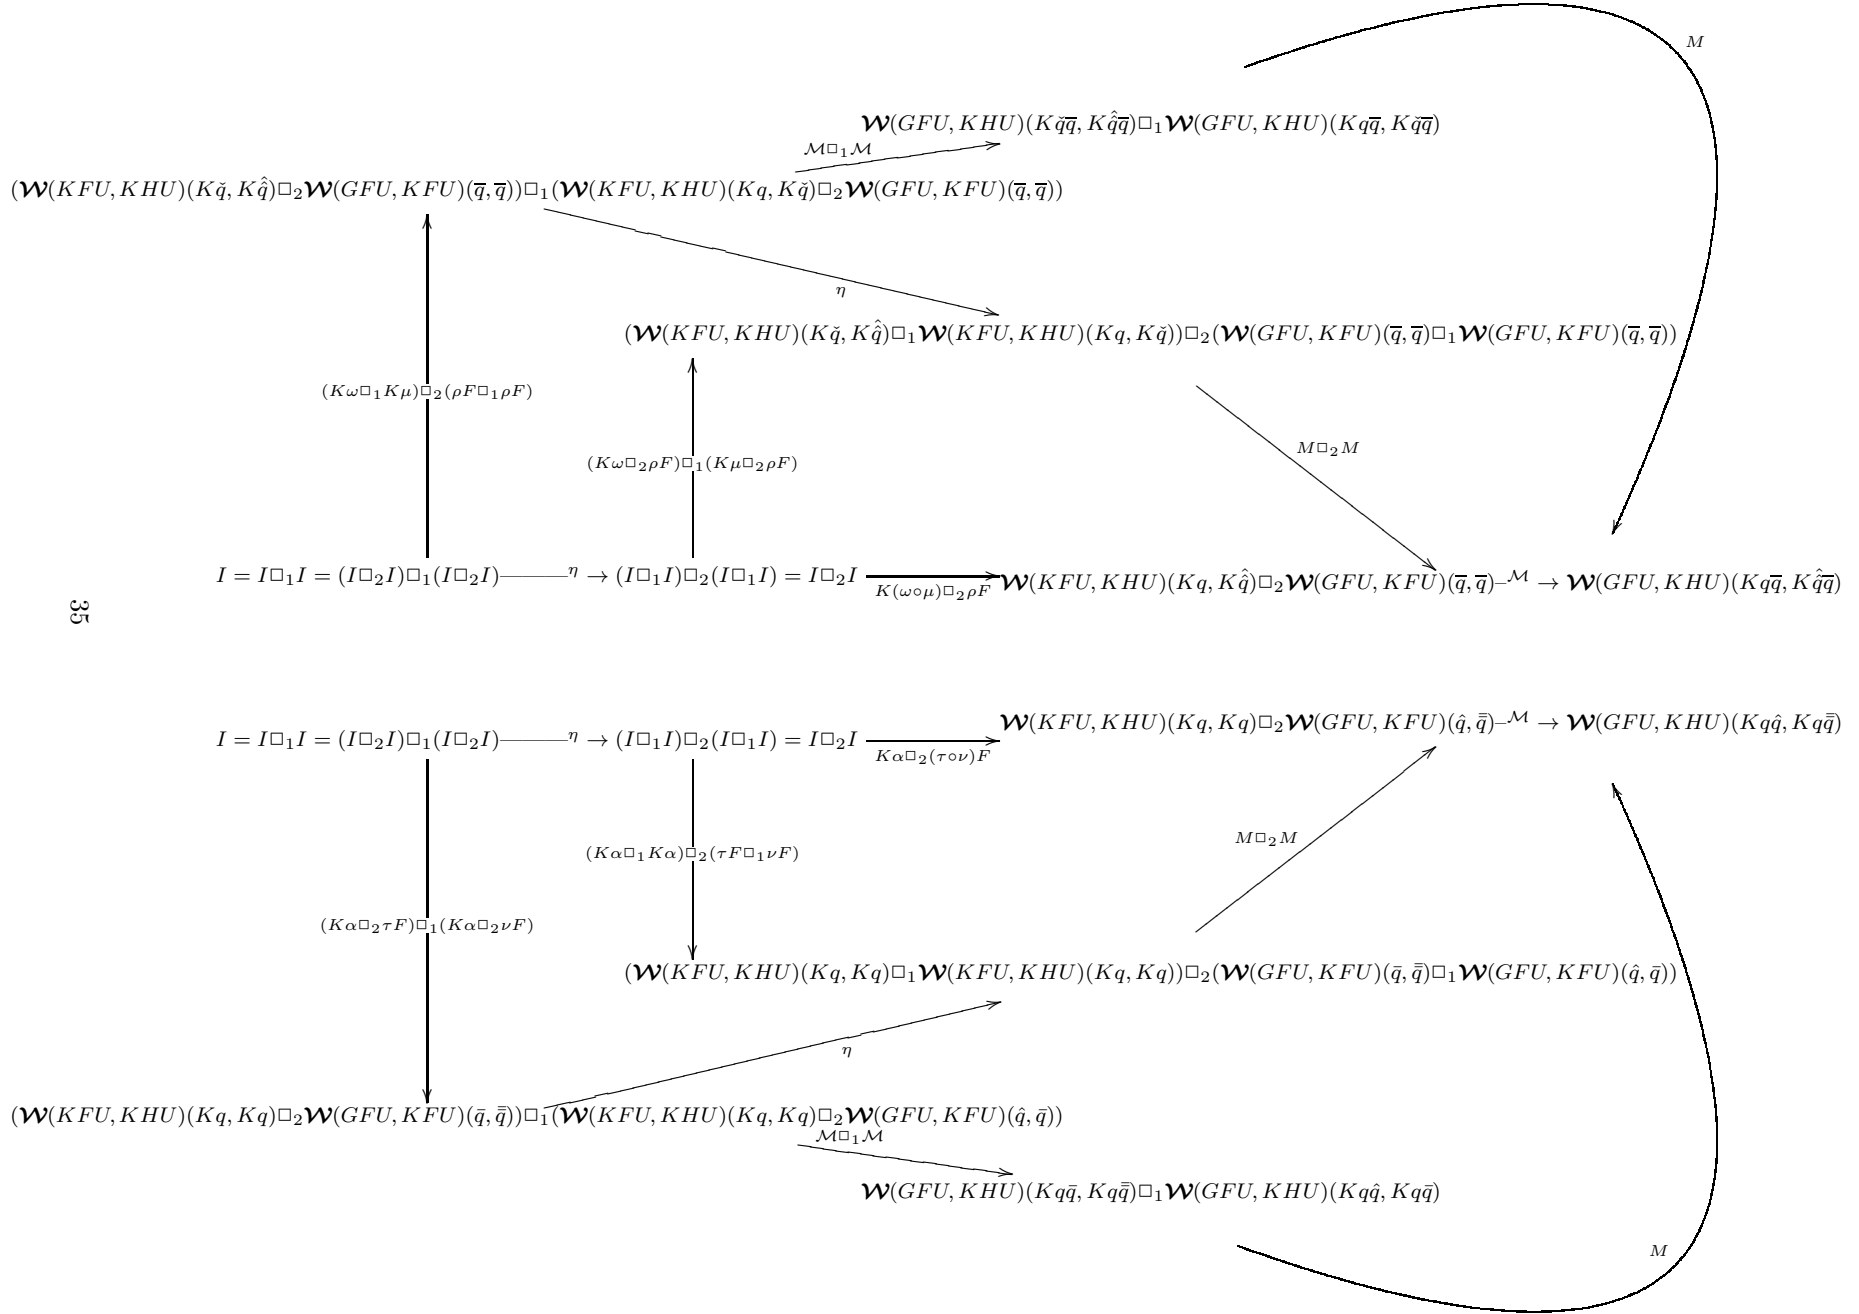 M
𝓦(GFU, KHU)(Kq̌q̅, Kq̂̂q̅)□₁𝓦(GFU, KHU)(Kqq̅, Kq̌q̅)
ℳ□₁ℳ
(𝓦(KFU, KHU)(Kq̌, Kq̂̂)□₂𝓦(GFU, KFU)(q̅, q̅))□₁(𝓦(KFU, KHU)(Kq, Kq̌)□₂𝓦(GFU, KFU)(q̅, q̅))
η
(𝓦(KFU, KHU)(Kq̌, Kq̂̂)□₁𝓦(KFU, KHU)(Kq, Kq̌))□₂(𝓦(GFU, KFU)(q̅, q̅)□₁𝓦(GFU, KFU)(q̅, q̅))
(Kω□₁Kμ)□₂(ρF□₁ρF)
M□₂M
(Kω□₂ρF)□₁(Kμ□₂ρF)
I = I□₁I = (I□₂I)□₁(I□₂I)———η → (I□₁I)□₂(I□₁I) = I□₂I
K(ω∘μ)□₂ρF
𝓦(KFU, KHU)(Kq, Kq̂̂)□₂𝓦(GFU, KFU)(q̅, q̅)–ℳ → 𝓦(GFU, KHU)(Kqq̅, Kq̂̂q̅)
35
I = I□₁I = (I□₂I)□₁(I□₂I)———η → (I□₁I)□₂(I□₁I) = I□₂I
Kα□₂(τ∘ν)F
𝓦(KFU, KHU)(Kq, Kq)□₂𝓦(GFU, KFU)(q̂, q̄̄)–ℳ → 𝓦(GFU, KHU)(Kqq̂, Kqq̄̄)
M□₂M
(Kα□₁Kα)□₂(τF□₁νF)
(Kα□₂τF)□₁(Kα□₂νF)
(𝓦(KFU, KHU)(Kq, Kq)□₁𝓦(KFU, KHU)(Kq, Kq))□₂(𝓦(GFU, KFU)(q̄, q̄̄)□₁𝓦(GFU, KFU)(q̂, q̄))
η
(𝓦(KFU, KHU)(Kq, Kq)□₂𝓦(GFU, KFU)(q̄, q̄̄))□₁(𝓦(KFU, KHU)(Kq, Kq)□₂𝓦(GFU, KFU)(q̂, q̄))
ℳ□₁ℳ
𝓦(GFU, KHU)(Kqq̄, Kqq̄̄)□₁𝓦(GFU, KHU)(Kqq̂, Kqq̄)
M